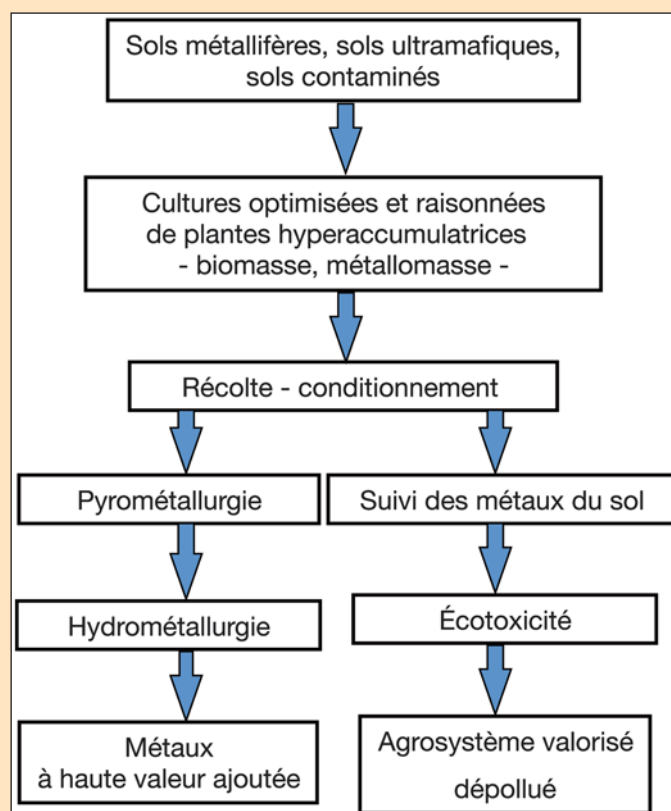 Sols métallifères, sols ultramafiques,
sols contaminés
Cultures optimisées et raisonnées
de plantes hyperaccumulatrices
- biomasse, métallomasse -
Récolte - conditionnement
Pyrométallurgie
Suivi des métaux du sol
Hydrométallurgie
Écotoxicité
Métaux
à haute valeur ajoutée
Agrosystème valorisé
dépollué